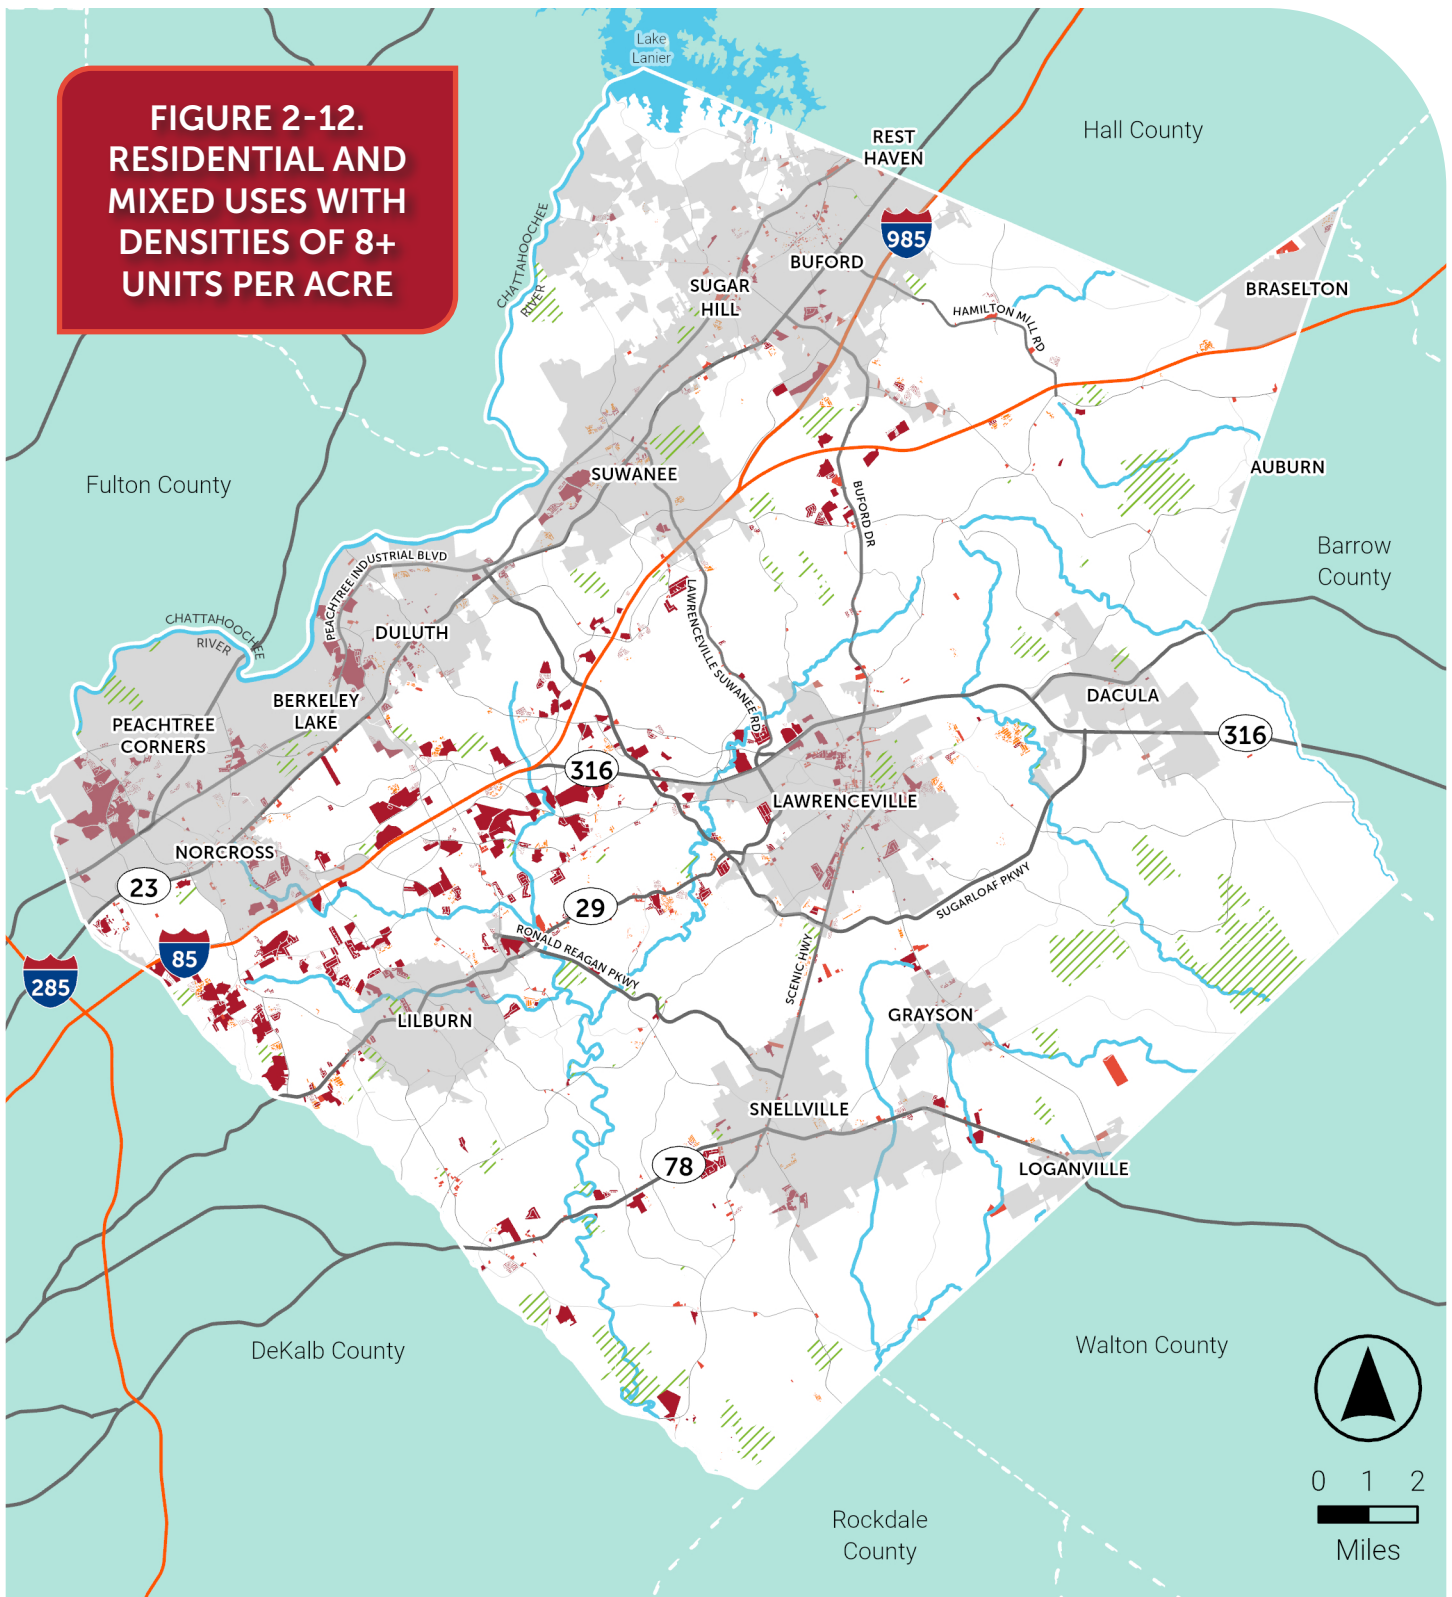 Lake
Lanier
FIGURE 2-12.
RESIDENTIAL AND
MIXED USES WITH
DENSITIES OF 8+
UNITS PER ACRE
Hall County
REST
HAVEN
985
CHATTAHOOCHEE
RIVER
BUFORD
SUGAR
HILL
HAMILTON MILL RD
BRASELTON
Fulton County
SUWANEE
AUBURN
BUFORD DR
Barrow
County
PEACHTREE INDUSTRIAL BLVD
LAWRENCEVILLE SUWANEE RD
CHATTAHOOCHEE
RIVER
DULUTH
DACULA
BERKELEY
LAKE
PEACHTREE
CORNERS
316
316
LAWRENCEVILLE
NORCROSS
23
29
SUGARLOAF PKWY
RONALD REAGAN PKWY
SCENIC HWY
85
285
LILBURN
GRAYSON
SNELLVILLE
78
LOGANVILLE
DeKalb County
Walton County
Rockdale
County
0 1 2
Miles